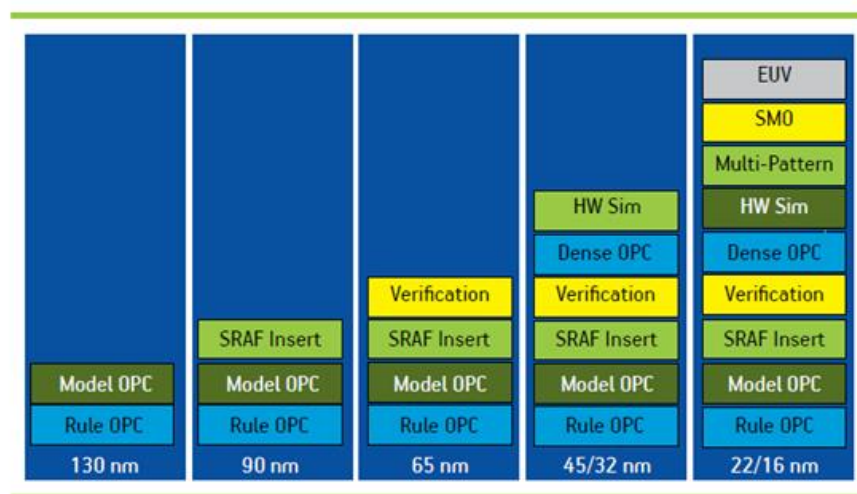 EUV
SMO
Multi-Pattern
HW Sim
HW Sim
Dense OPC
Dense OPC
Verification
Verification
Verification
SRAF Insert
SRAF Insert
SRAF Insert
SRAF Insert
Model OPC
Model OPC
Model OPC
Model OPC
Model OPC
Rule OPC
Rule OPC
Rule OPC
Rule OPC
Rule OPC
130 nm
90 nm
65 nm
45/32 nm
22/16 nm